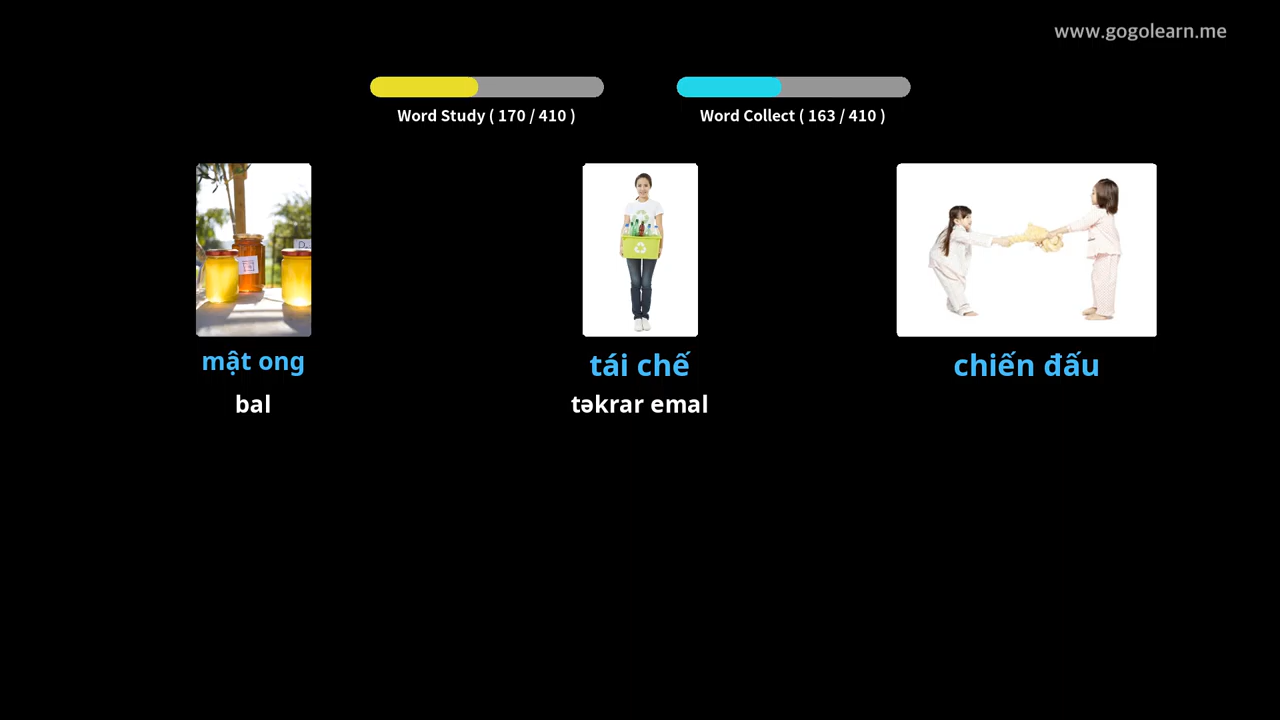 www.gogolearn.me
Word Study ( 170 / 410 )
Word Collect ( 163 / 410 )
mật ong
tái chế
chiến đấu
bal
təkrar emal